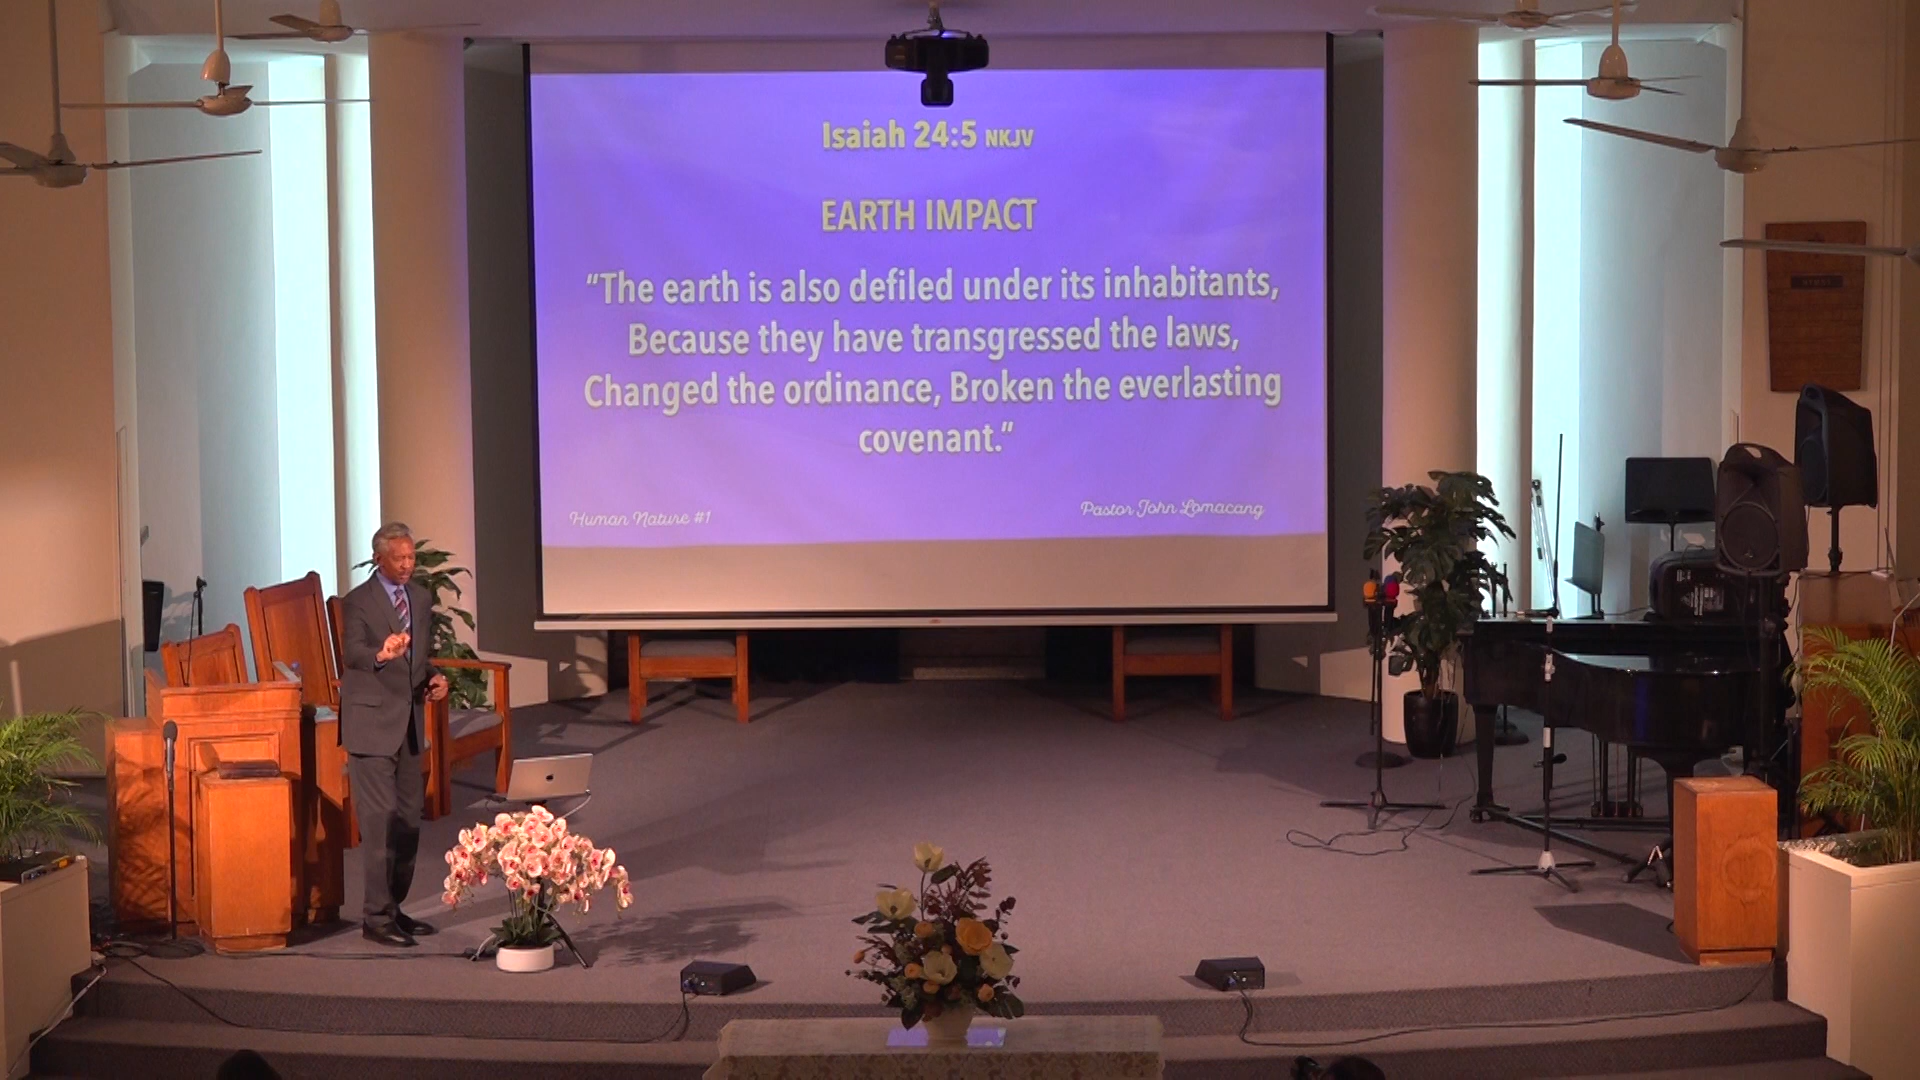 Isaiah 24:5 NKJV
EARTH IMPACT
“The earth is also defiled under its inhabitants,
Because they have transgressed the laws,
Changed the ordinance, Broken the everlasting
covenant.”
Human Nature #1
Pastor John Lomacang